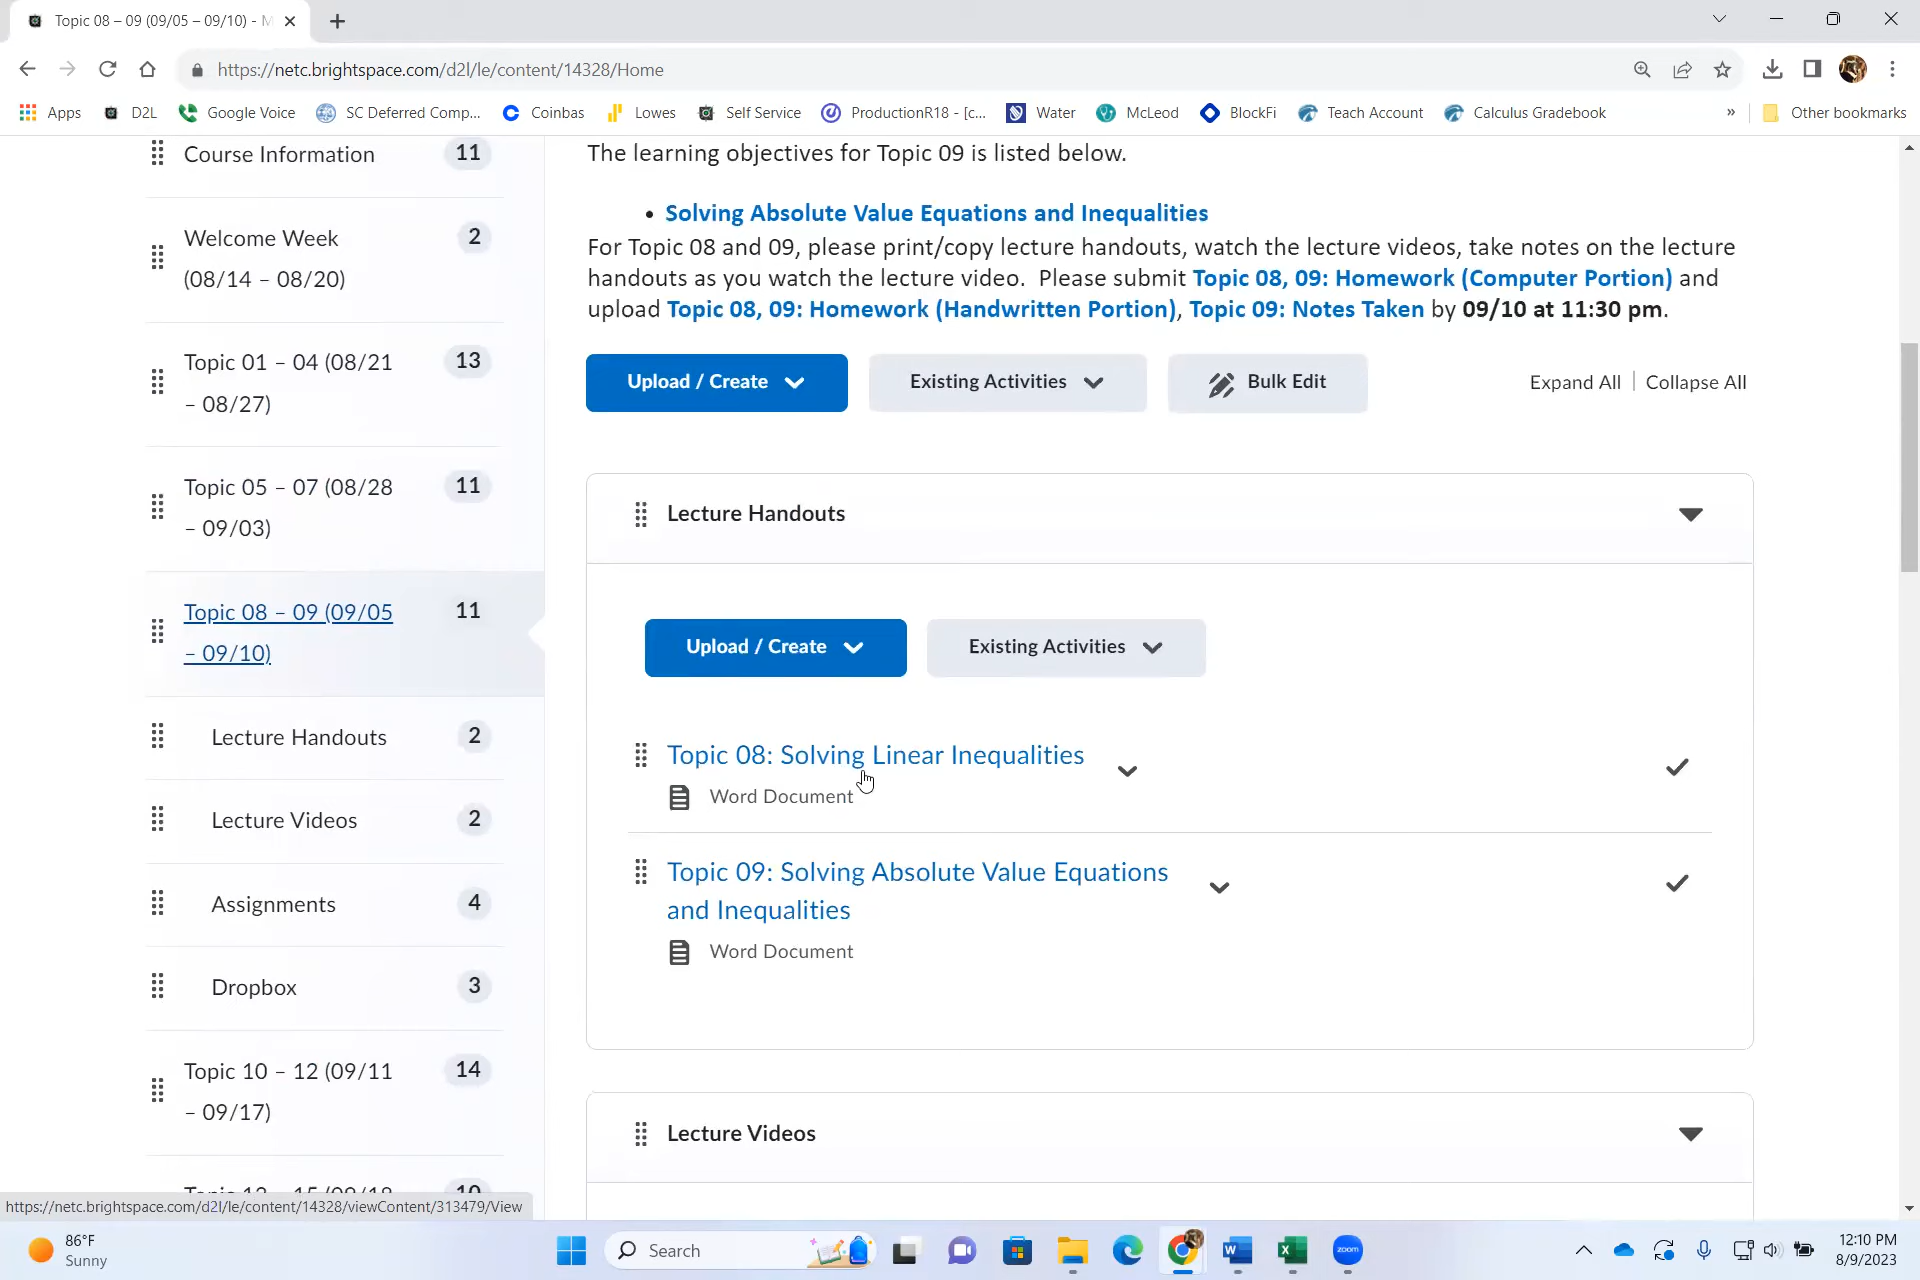 Topic 08 – 09 (09/05 – 09/10) - M
https://netc.brightspace.com/d2l/le/content/14328/Home
Apps
D2L
Google Voice
SC Deferred Comp...
Coinbas
Lowes
Self Service
ProductionR18 - [c...
Water
McLeod
BlockFi
Teach Account
Calculus Gradebook
»
Other bookmarks
Course Information
11
Welcome Week
(08/14 – 08/20)
2
Topic 01 – 04 (08/21
– 08/27)
13
Topic 05 – 07 (08/28
– 09/03)
11
Topic 08 – 09 (09/05
– 09/10)
11
Lecture Handouts
2
Lecture Videos
2
Assignments
4
Dropbox
3
Topic 10 – 12 (09/11
– 09/17)
14
https://netc.brightspace.com/d2l/le/content/14328/viewContent/313479/View
The learning objectives for Topic 09 is listed below.
• Solving Absolute Value Equations and Inequalities
For Topic 08 and 09, please print/copy lecture handouts, watch the lecture videos, take notes on the lecture
handouts as you watch the lecture video. Please submit Topic 08, 09: Homework (Computer Portion) and
upload Topic 08, 09: Homework (Handwritten Portion), Topic 09: Notes Taken by 09/10 at 11:30 pm.
Upload / Create
Existing Activities
Bulk Edit
Expand All
Collapse All
Lecture Handouts
Upload / Create
Existing Activities
Topic 08: Solving Linear Inequalities
Word Document
Topic 09: Solving Absolute Value Equations
and Inequalities
Word Document
Lecture Videos
86°F
Sunny
Search
zoom
12:10 PM
8/9/2023